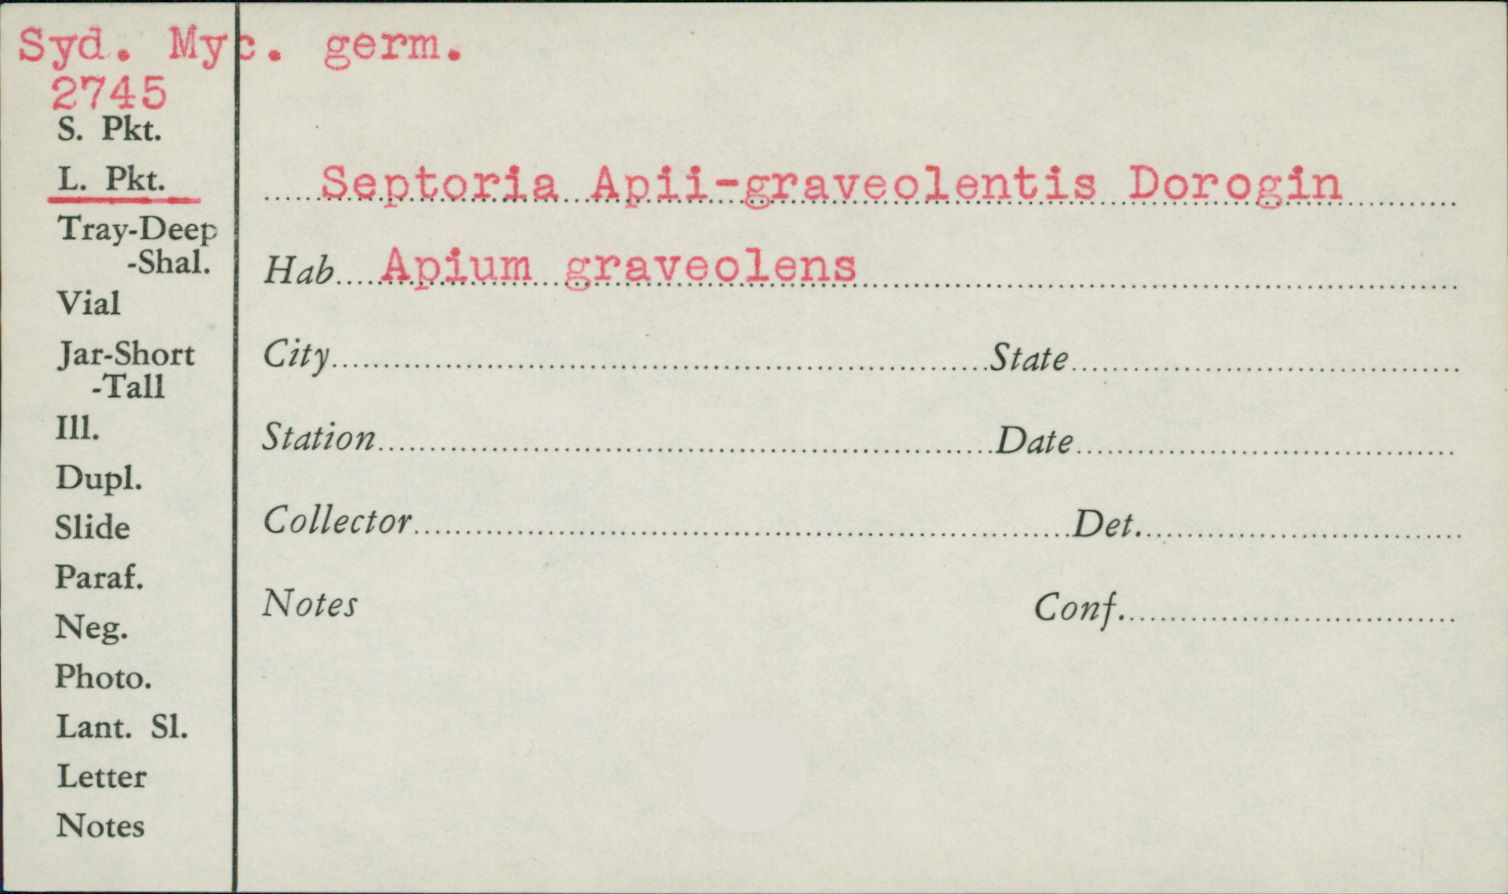 Syd. Myc. germ.
2745
S. Pkt.
L. Pkt.
Tray-Deep
-Shal.
Vial
Jar-Short
-Tall
Ill.
Dupl.
Slide
Paraf.
Neg.
Photo.
Lant. Sl.
Letter
Notes
Septoria Apii-graveolentis Dorogin
Hab. Apium graveolens
City State
Station Date
Collector Det.
Notes Conf.